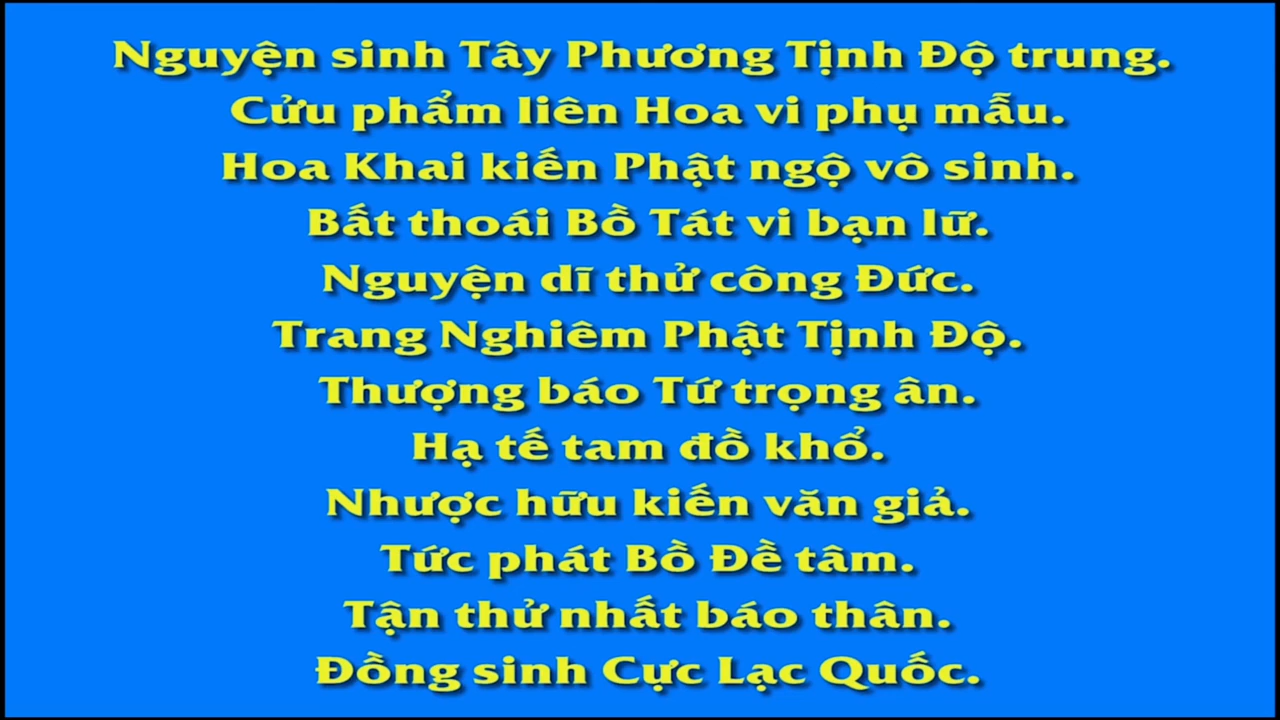 Nguyện sinh Tây Phương Tịnh Độ trung.
Cửu phẩm liên Hoa vi phụ mẫu.
Hoa Khai kiến Phật ngộ vô sinh.
Bất thoái Bồ Tát vi bạn lữ.
Nguyện dĩ thử công Đức.
Trang Nghiêm Phật Tịnh Độ.
Thượng báo Tứ trọng ân.
Hạ tế tam đồ khổ.
Nhược hữu kiến văn giả.
Tức phát Bồ Đề tâm.
Tận thử nhất báo thân.
Đồng sinh Cực Lạc Quốc.